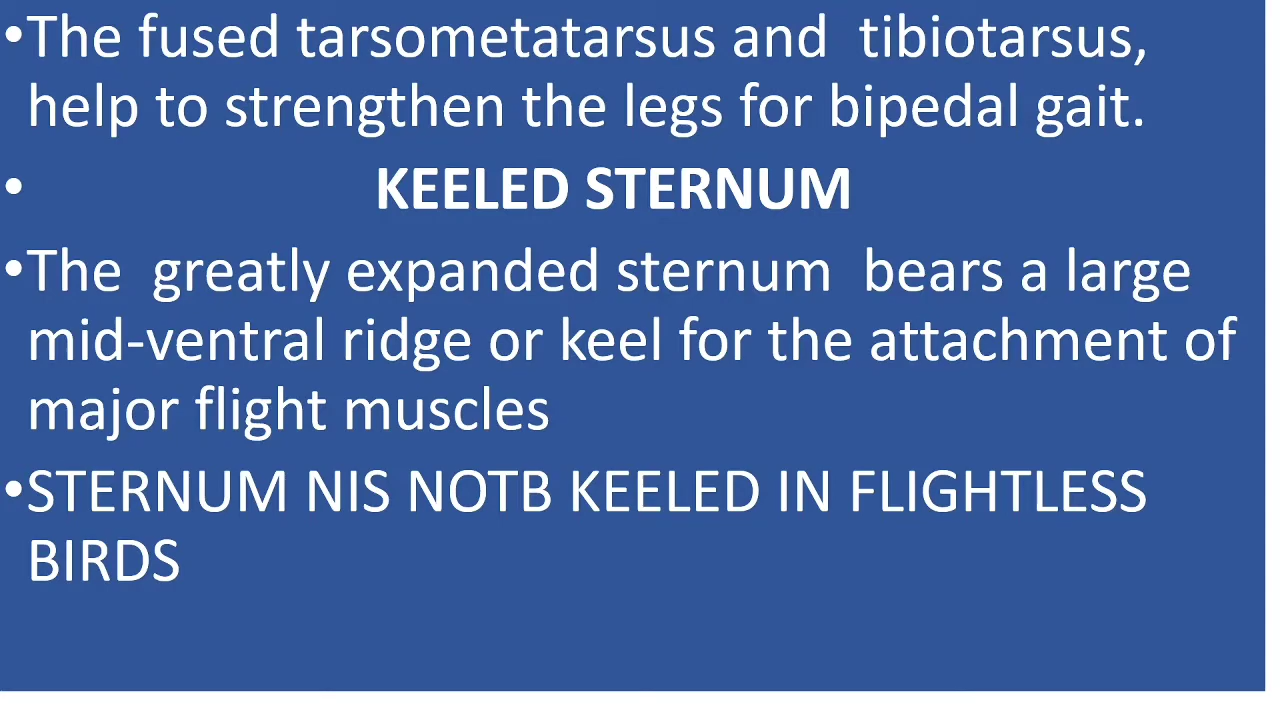 •The fused tarsometatarsus and  tibiotarsus,
help to strengthen the legs for bipedal gait.
• KEELED STERNUM
•The  greatly expanded sternum  bears a large
mid-ventral ridge or keel for the attachment of
major flight muscles
•STERNUM NIS NOTB KEELED IN FLIGHTLESS
BIRDS